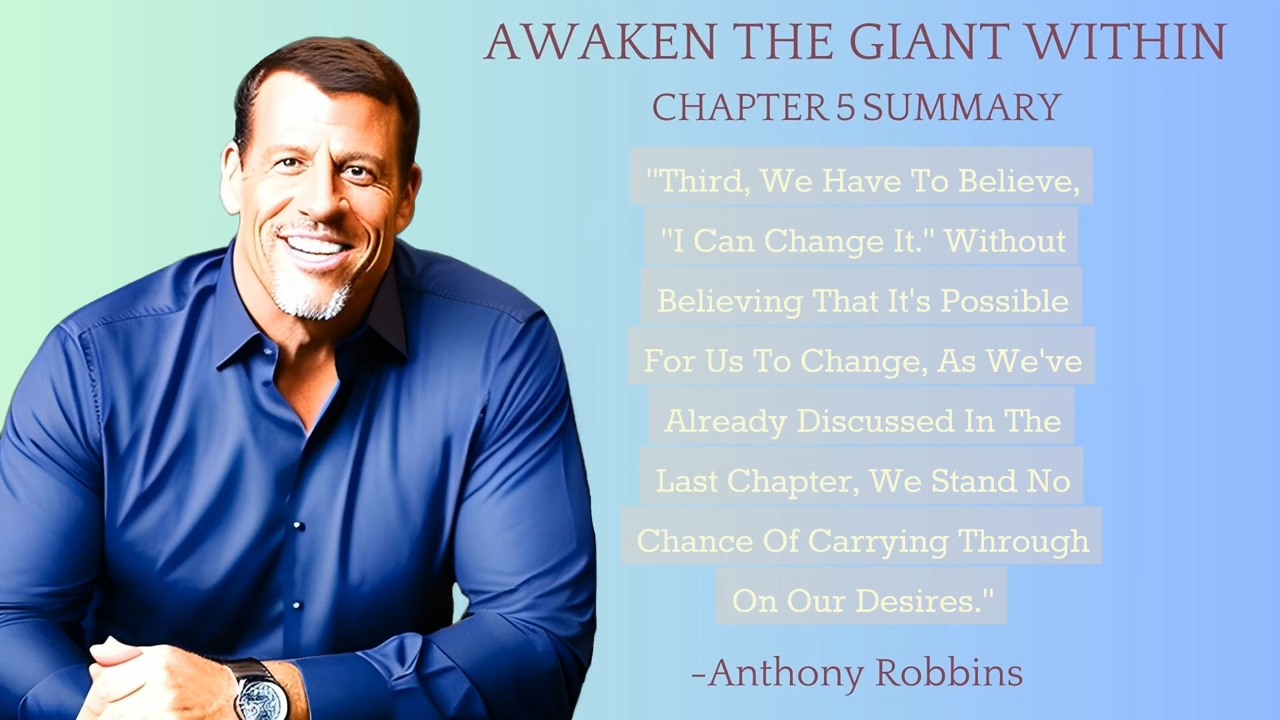 AWAKEN THE GIANT WITHIN
CHAPTER 5 SUMMARY
"Third, We Have To Believe,
"I Can Change It." Without
Believing That It's Possible
For Us To Change, As We've
Already Discussed In The
Last Chapter, We Stand No
Chance Of Carrying Through
On Our Desires."
-Anthony Robbins